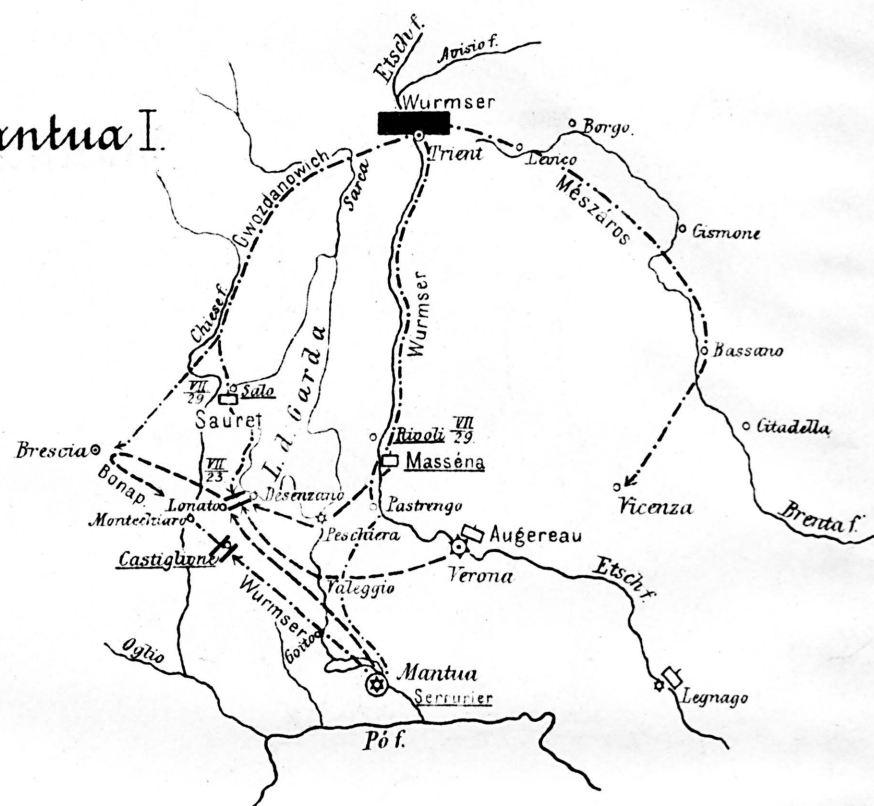 antua I.
Etsch f.
Avisio f.
Wurmser
Trient
Levico
Borgo.
Gwozdanowich
Sarca
Mészáros
Gismone
Chiese f.
Wurmser
Bassano
VII
29
Salo
Sauret
L. d. Garda
Rivoli VII
29.
Masséna
Citadella
Brescia
Bonap.
VII
23
Lonato
Desenzano
Pastrengo
Vicenza
Brenta f.
Montechiaro
Peschiera
Augereau
Castiglione
Verona
Etsch f.
Valeggio
Wurmser
Goito
Oglio
Mantua
Serrurier
Legnago
Pó f.